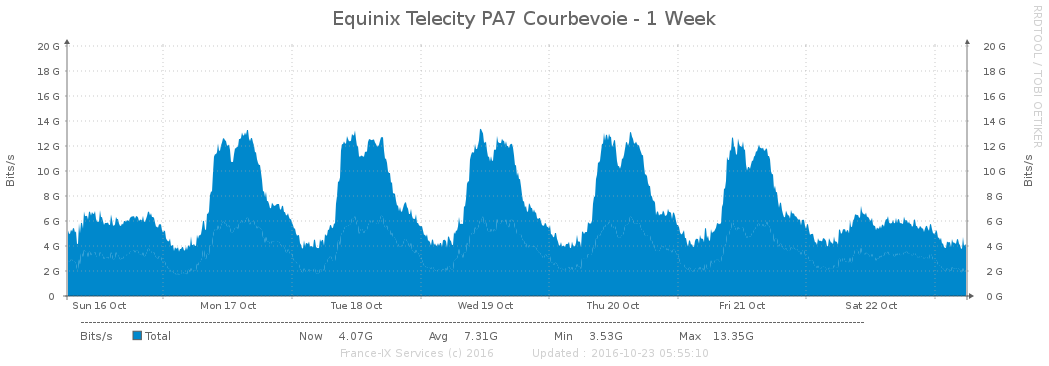 Equinix Telecity PA7 Courbevoie - 1 Week
RRDTOOL / TOBI OETIKER
Bits/s
20 G 20 G
18 G 18 G
16 G 16 G
14 G 14 G
12 G 12 G
10 G 10 G
8 G 8 G
6 G 6 G
4 G 4 G
2 G 2 G
0 0 G
Bits/s
Sun 16 Oct Mon 17 Oct Tue 18 Oct Wed 19 Oct Thu 20 Oct Fri 21 Oct Sat 22 Oct
Bits/s Total Now 4.07G Avg 7.31G Min 3.53G Max 13.35G
France-IX Services (c) 2016 Updated : 2016-10-23 05:55:10